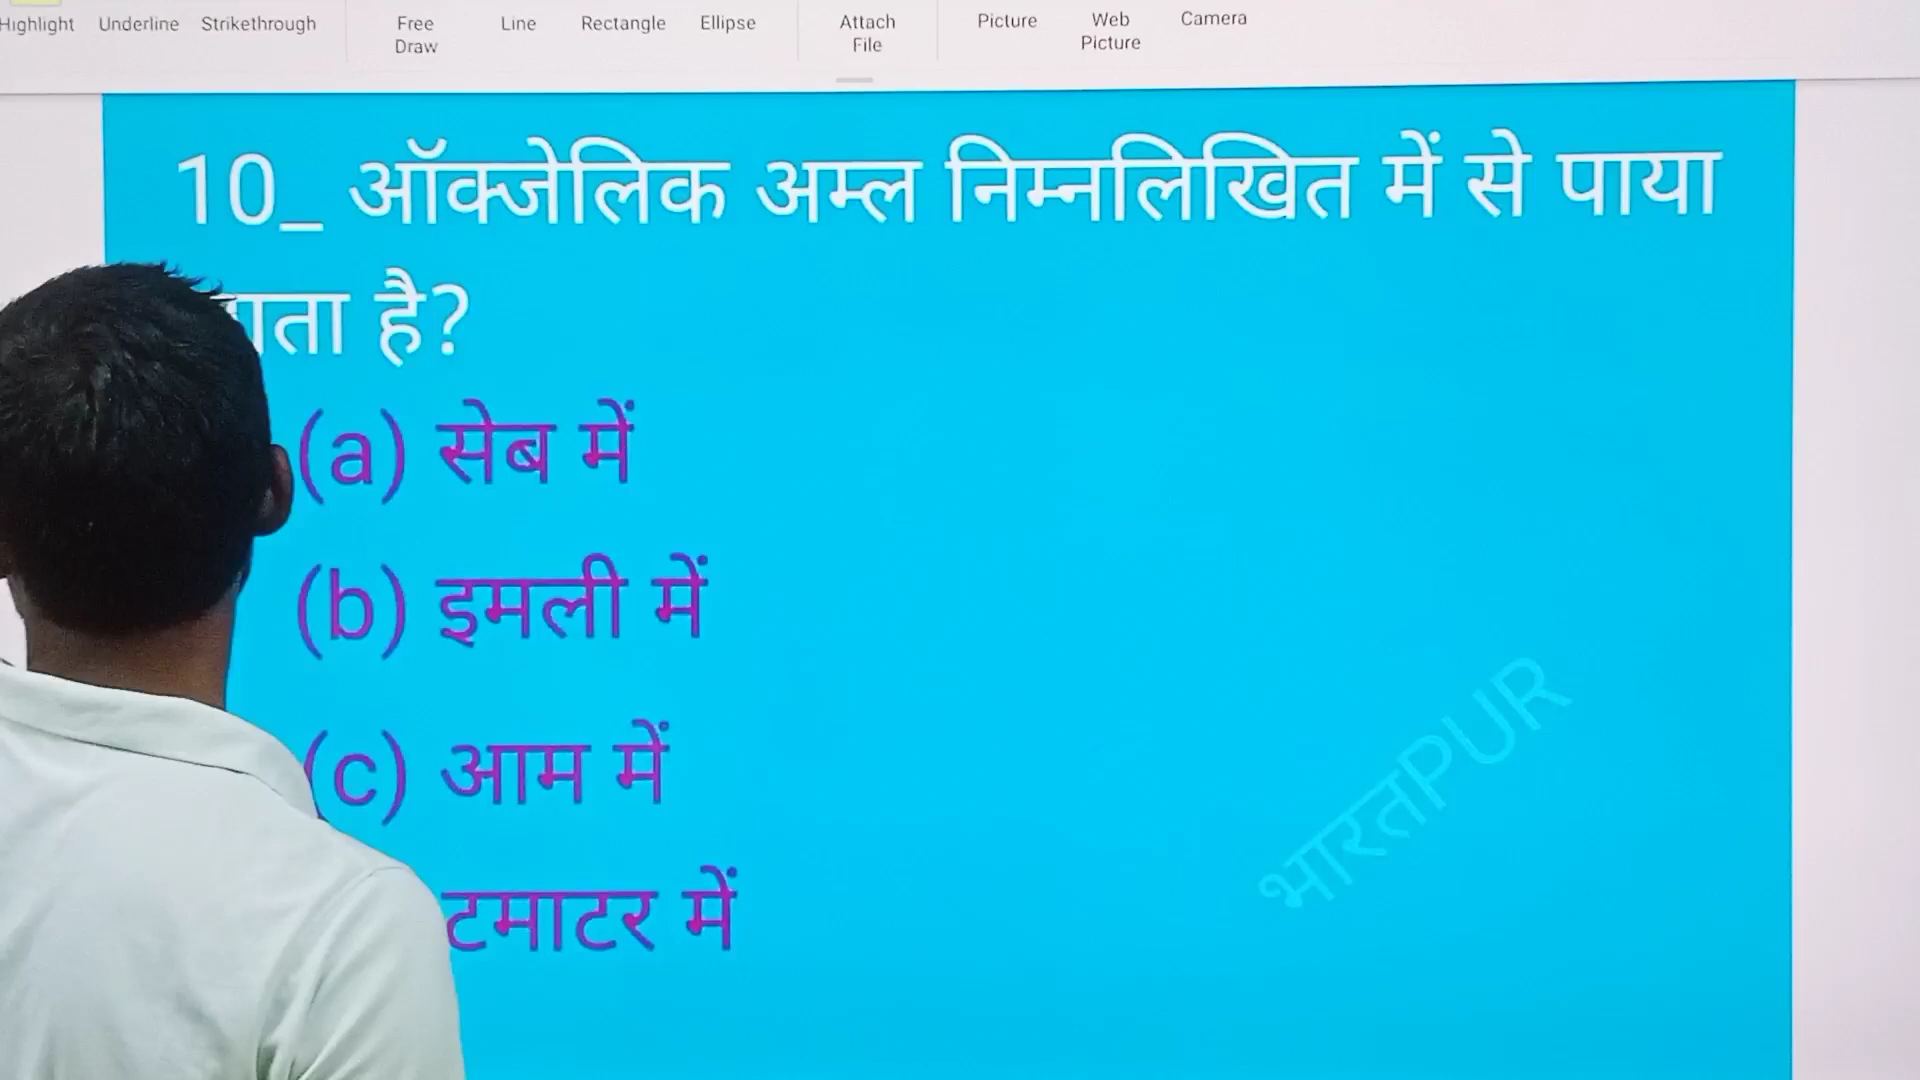 Highlight Underline Strikethrough Free Draw Line Rectangle Ellipse Attach File Picture Web Picture Camera
10_ ऑक्जेलिक अम्ल निम्नलिखित में से पाया
है?
(a) सेब में
(b) इमली में
(c) आम में
टमाटर में
भारतPUR